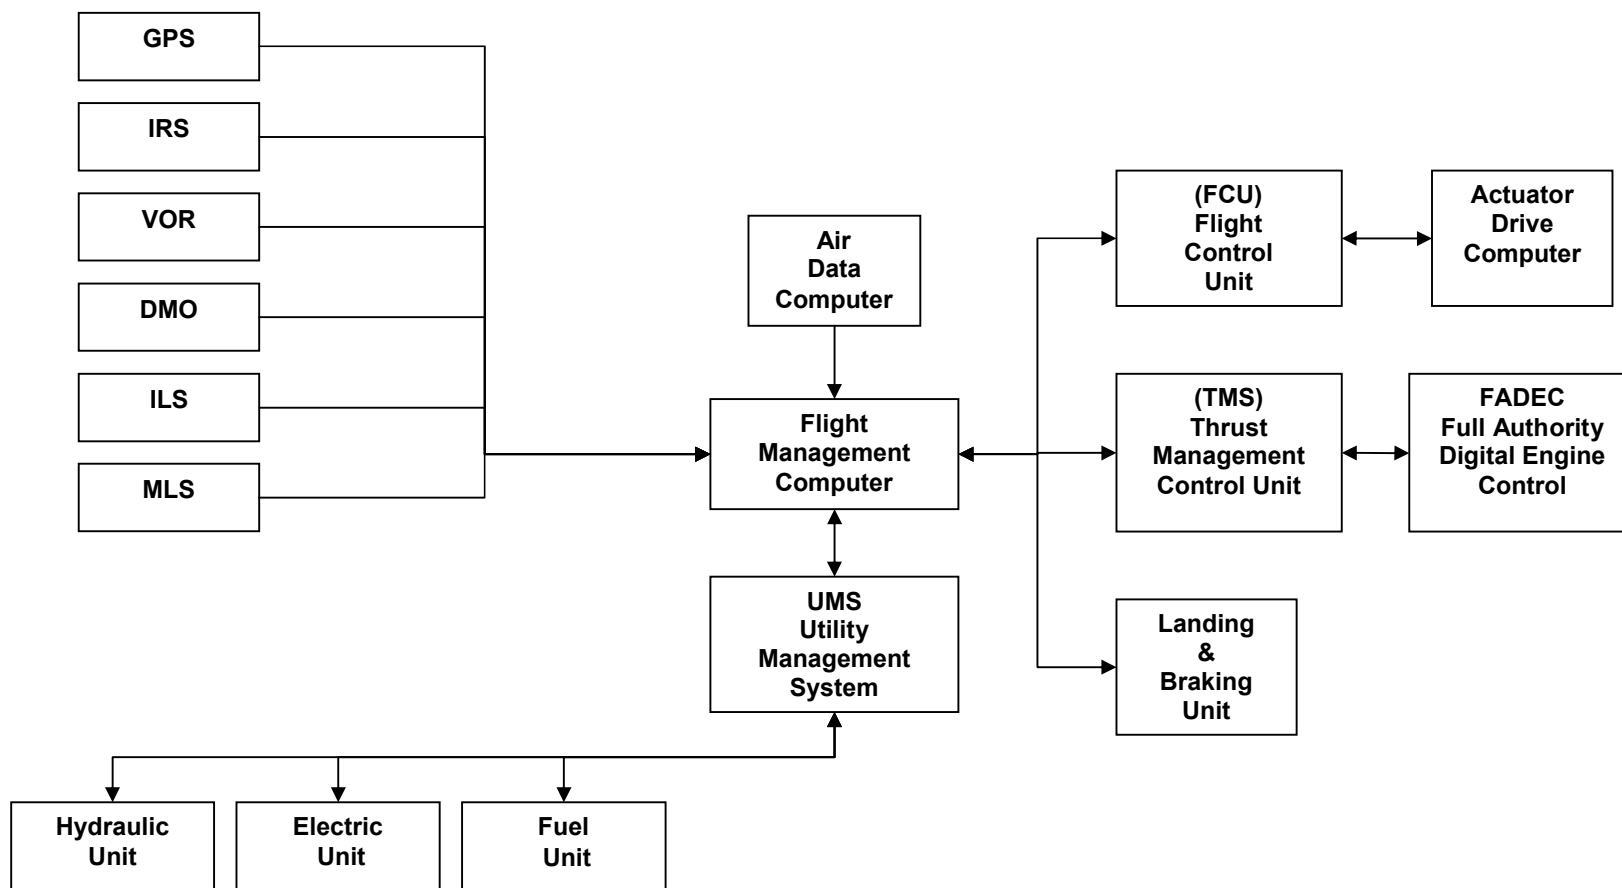 GPS
IRS
VOR
DMO
ILS
MLS
Air
Data
Computer
Flight
Management
Computer
UMS
Utility
Management
System
Hydraulic
Unit
Electric
Unit
Fuel
Unit
(FCU)
Flight
Control
Unit
Actuator
Drive
Computer
(TMS)
Thrust
Management
Control Unit
FADEC
Full Authority
Digital Engine
Control
Landing
&
Braking
Unit